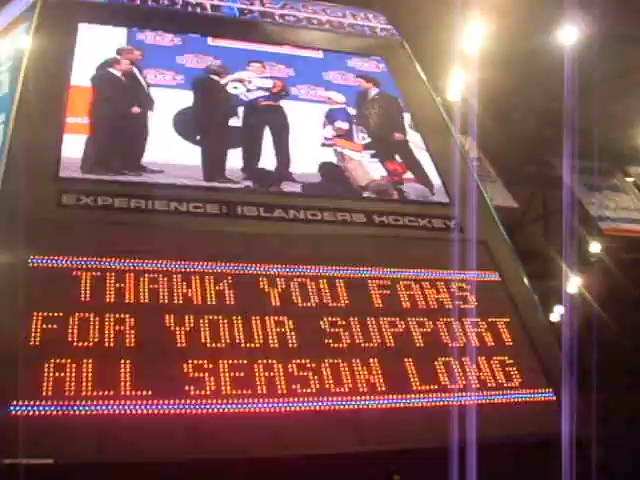 EXPERIENCE: ISLANDERS HOCKEY
THANK YOU FANS
FOR YOUR SUPPORT
ALL SEASON LONG